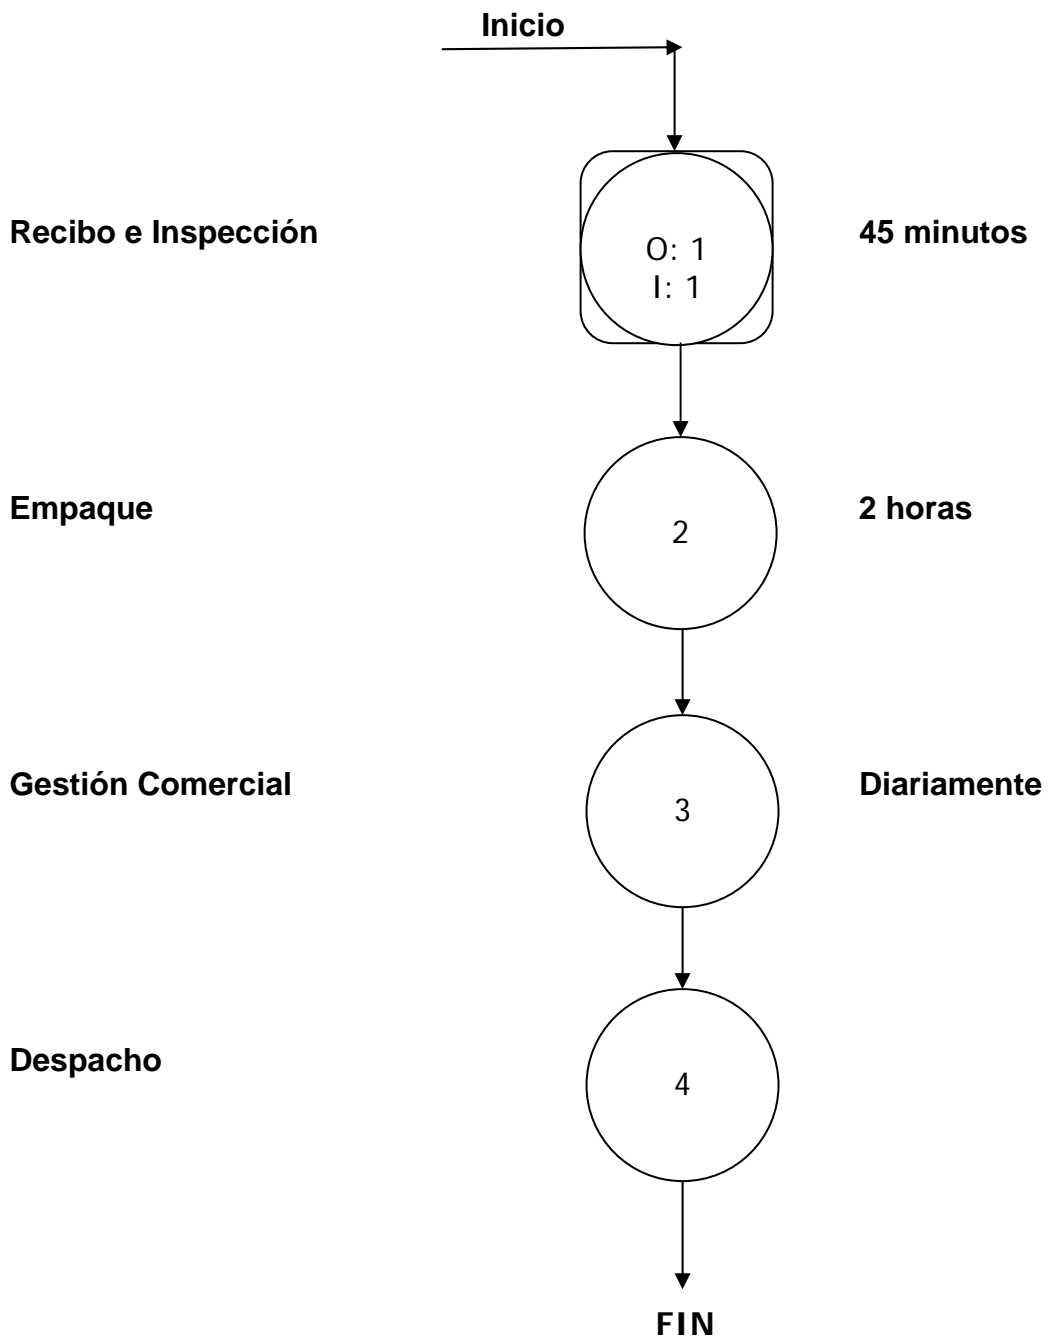 Inicio
Recibo e Inspección
O: 1
I: 1
45 minutos
Empaque
2
2 horas
Gestión Comercial
3
Diariamente
Despacho
4
FIN